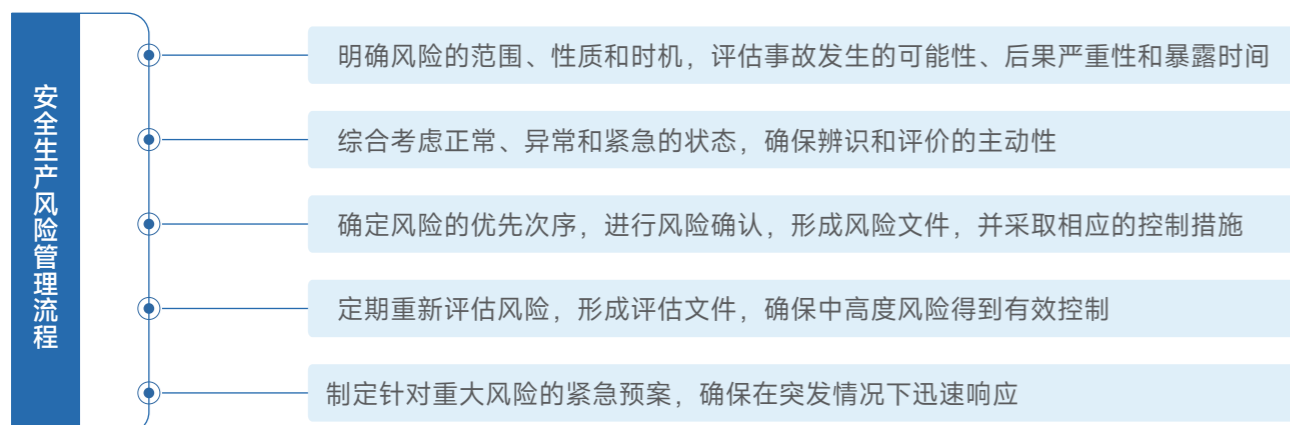 安全生产风险管理流程
明确风险的范围、性质和时机，评估事故发生的可能性、后果严重性和暴露时间
综合考虑正常、异常和紧急的状态，确保辨识和评价的主动性
确定风险的优先次序，进行风险确认，形成风险文件，并采取相应的控制措施
定期重新评估风险，形成评估文件，确保中高度风险得到有效控制
制定针对重大风险的紧急预案，确保在突发情况下迅速响应